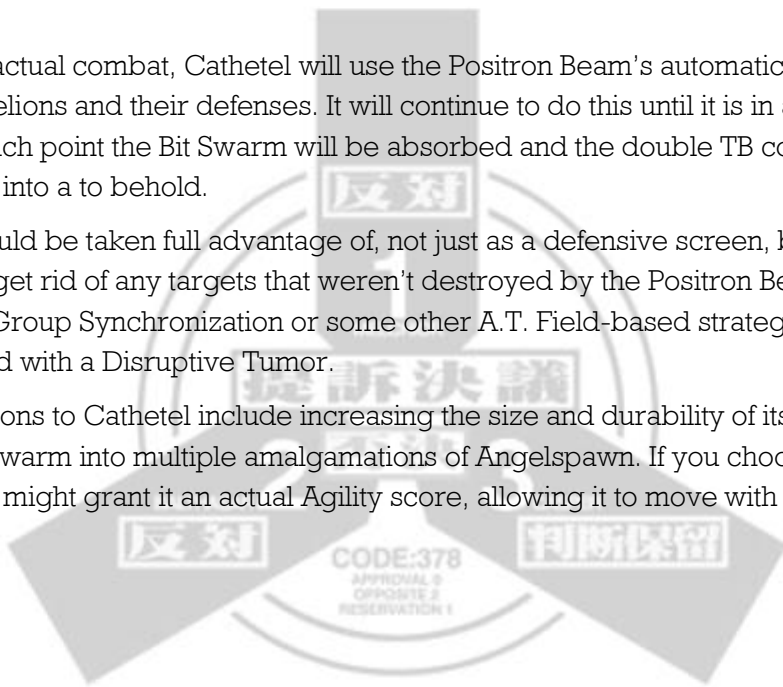 actual combat, Cathetel will use the Positron Beam's automatic
elions and their defenses. It will continue to do this until it is in
ch point the Bit Swarm will be absorbed and the double TB co
into a to behold.
uld be taken full advantage of, not just as a defensive screen, b
get rid of any targets that weren't destroyed by the Positron Be
Group Synchronization or some other A.T. Field-based strateg
d with a Disruptive Tumor.
ons to Cathetel include increasing the size and durability of its
warm into multiple amalgamations of Angelspawn. If you choo
might grant it an actual Agility score, allowing it to move with
反対
1
提訴決議
否決
2 3
反対
判断保留
CODE:378
APPROVAL 0
OPPOSITE 2
RESERVATION 1